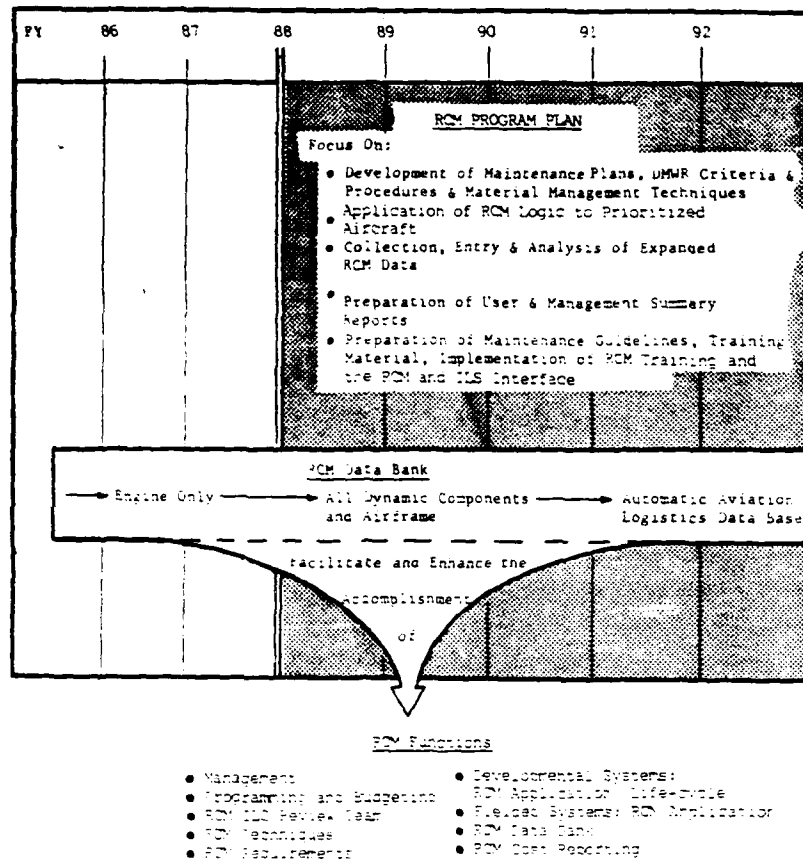 FY 86 87 88 89 90 91 92
RCM PROGRAM PLAN
Focus On:
• Development of Maintenance Plans, DMWR Criteria &
Procedures & Material Management Techniques
• Application of RCM Logic to Prioritized
Aircraft
• Collection, Entry & Analysis of Expanded
RCM Data
• Preparation of User & Management Summary
Reports
• Preparation of Maintenance Guidelines, Training
Material, Implementation of RCM Training and
the RCM and ILS Interface
RCM Data Bank
Engine Only All Dynamic Components Automatic Aviation
and Airframe Logistics Data Base
Facilitate and Enhance the
Accomplishment
of
RCM Functions
• Management • Developmental Systems:
RCM Application Life-cycle
• Programming and Budgeting • Fielded Systems: RCM Application
• RCM ILS Review Team • RCM Data Bank
• RCM Techniques • RCM Cost Reporting
• RCM Requirements